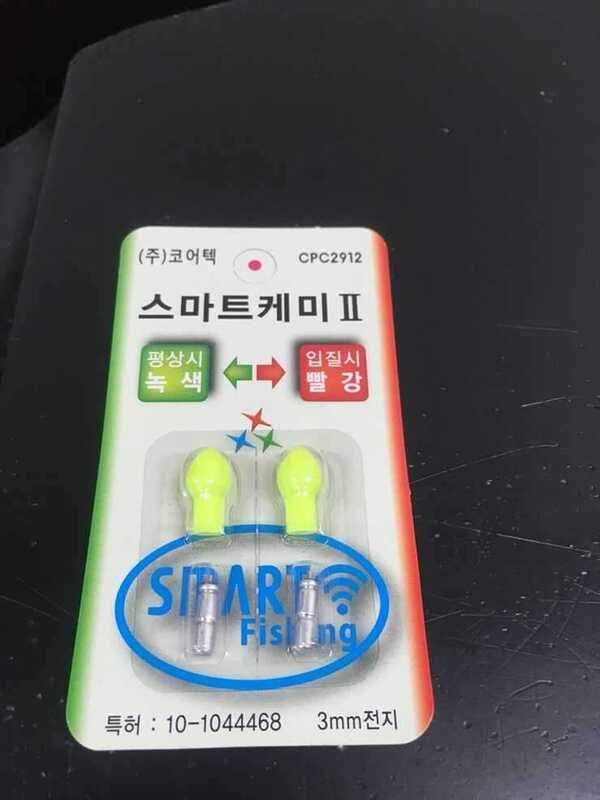 (주)코어텍
CPC2912
스마트케미Ⅱ
평상시
녹색
입질시
빨강
SMART
Fishing
특허 : 10-1044468
3mm전지